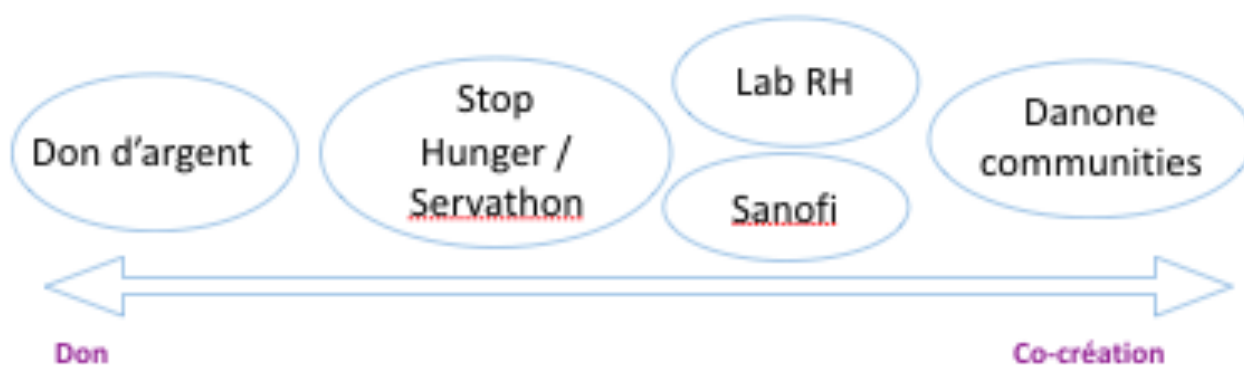 Don d'argent
Stop
Hunger /
Servathon
Lab RH
Sanofi
Danone
communities
Don
Co-création